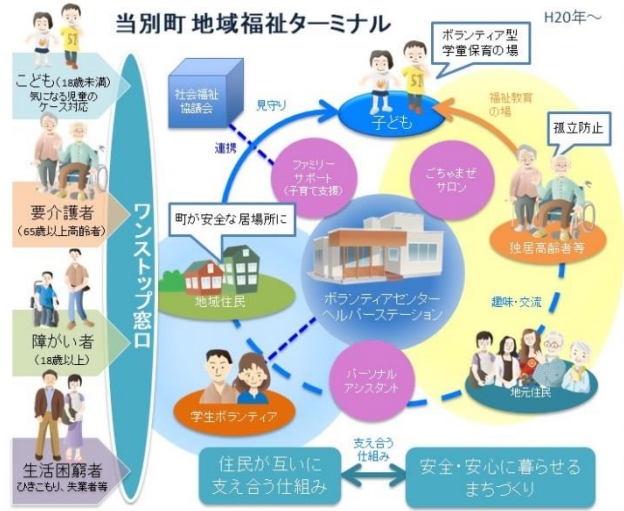 当別町 地域福祉ターミナル
H20年～
こども(18歳未満)
気になる児童の
ケース対応
要介護者
(65歳以上高齢者)
障がい者
(18歳以上)
生活困窮者
ひきこもり、失業者等
ワンストップ窓口
社会福祉
協議会
連携
見守り
ボランティア型
学童保育の場
子ども
福祉教育
の場
孤立防止
ファミリー
サポート
(子育て支援)
ごちゃまぜ
サロン
町が安全な居場所に
地域住民
ボランティアセンター
ヘルパーステーション
独居高齢者等
趣味・交流
学生ボランティア
パーソナル
アシスタント
地元住民
住民が互いに
支え合う仕組み
支え合う
仕組み
安全・安心に暮らせる
まちづくり